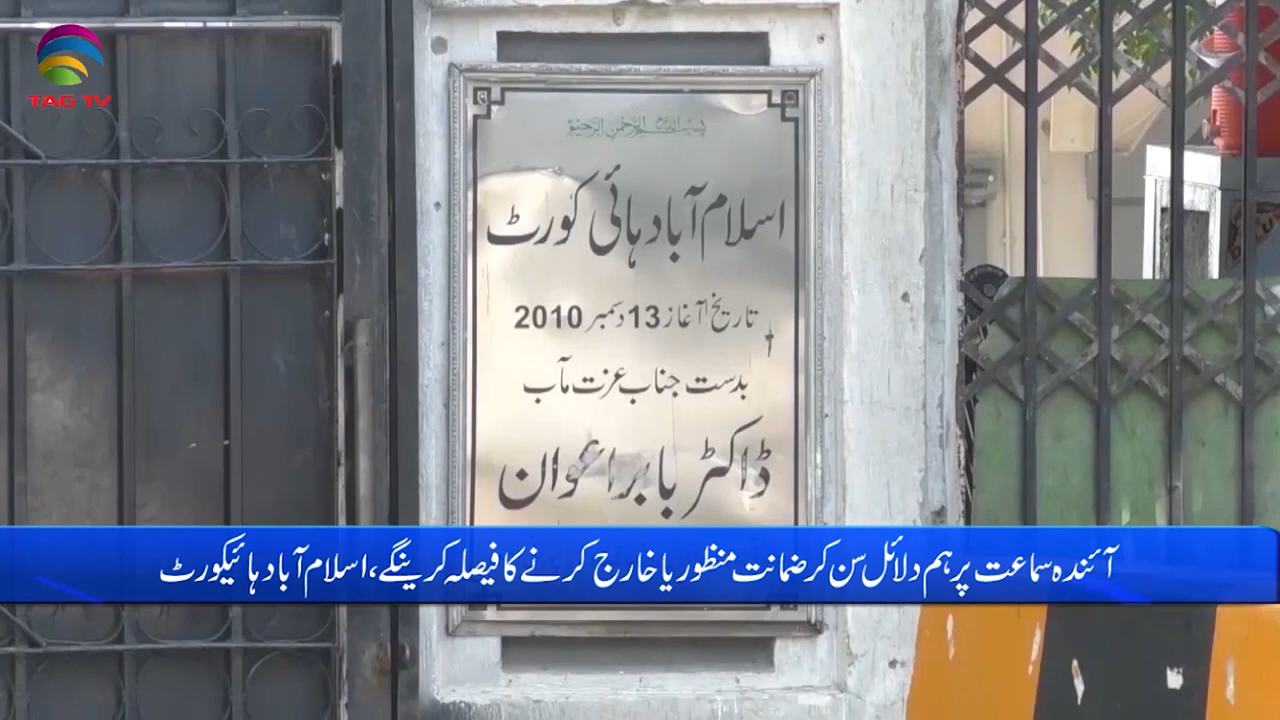 TAG TV
بسم اللہ الرحمن الرحیم
اسلام آباد ہائی کورٹ
تاریخ آغاز 13 دسمبر 2010
بدست جناب عزت مآب
ڈاکٹر بابر اعوان
آئندہ سماعت پر ہم دلائل سن کر ضمانت منظور یا خارج کرنے کا فیصلہ کرینگے، اسلام آباد ہائیکورٹ